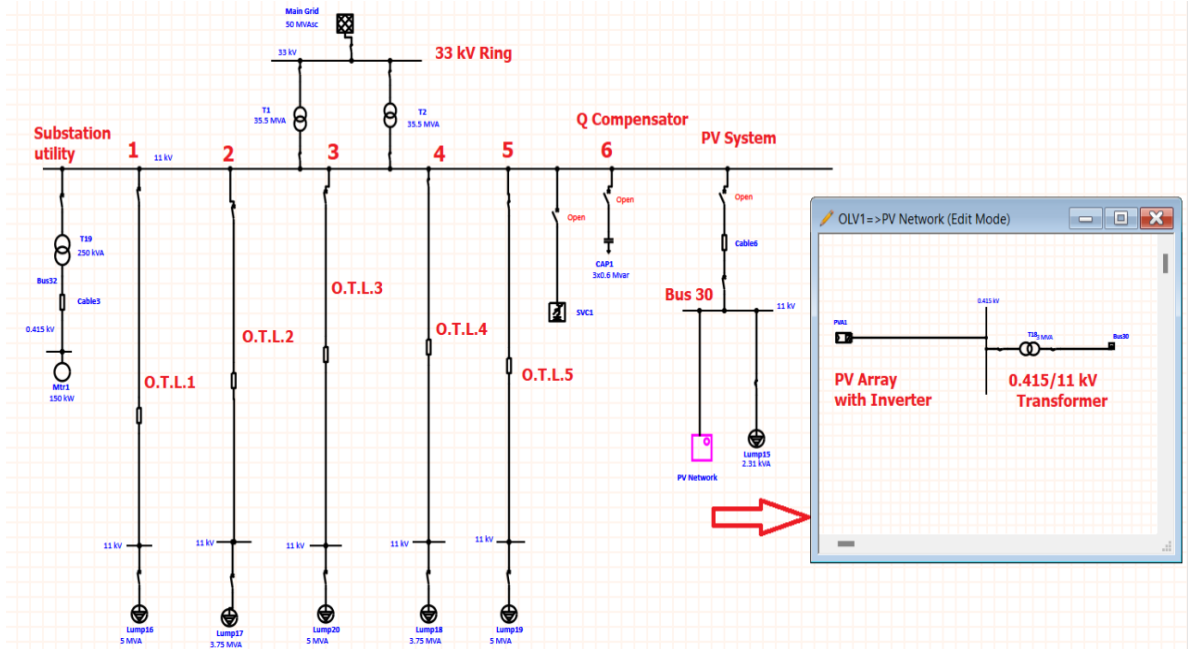 Main Grid
50 MVAsc
33 kV
33 kV Ring
T1
35.5 MVA
T2
35.5 MVA
Substation
utility
1
11 kV
2
3
4
5
Q Compensator
6
PV System
T19
250 kVA
Bus32
Cable3
0.415 kV
Mtr1
150 kW
O.T.L.1
O.T.L.2
O.T.L.3
O.T.L.4
O.T.L.5
Open
SVC1
Open
CAP1
3x0.6 Mvar
Open
Cable6
Bus 30
11 kV
PV Network
Lump15
2.31 kVA
11 kV
Lump16
5 MVA
11 kV
Lump17
3.75 MVA
11 kV
Lump20
5 MVA
11 kV
Lump18
3.75 MVA
11 kV
Lump19
5 MVA
OLV1=>PV Network (Edit Mode)
0.415 kV
PVA1
T18
3 MVA
Bus30
PV Array
with Inverter
0.415/11 kV
Transformer